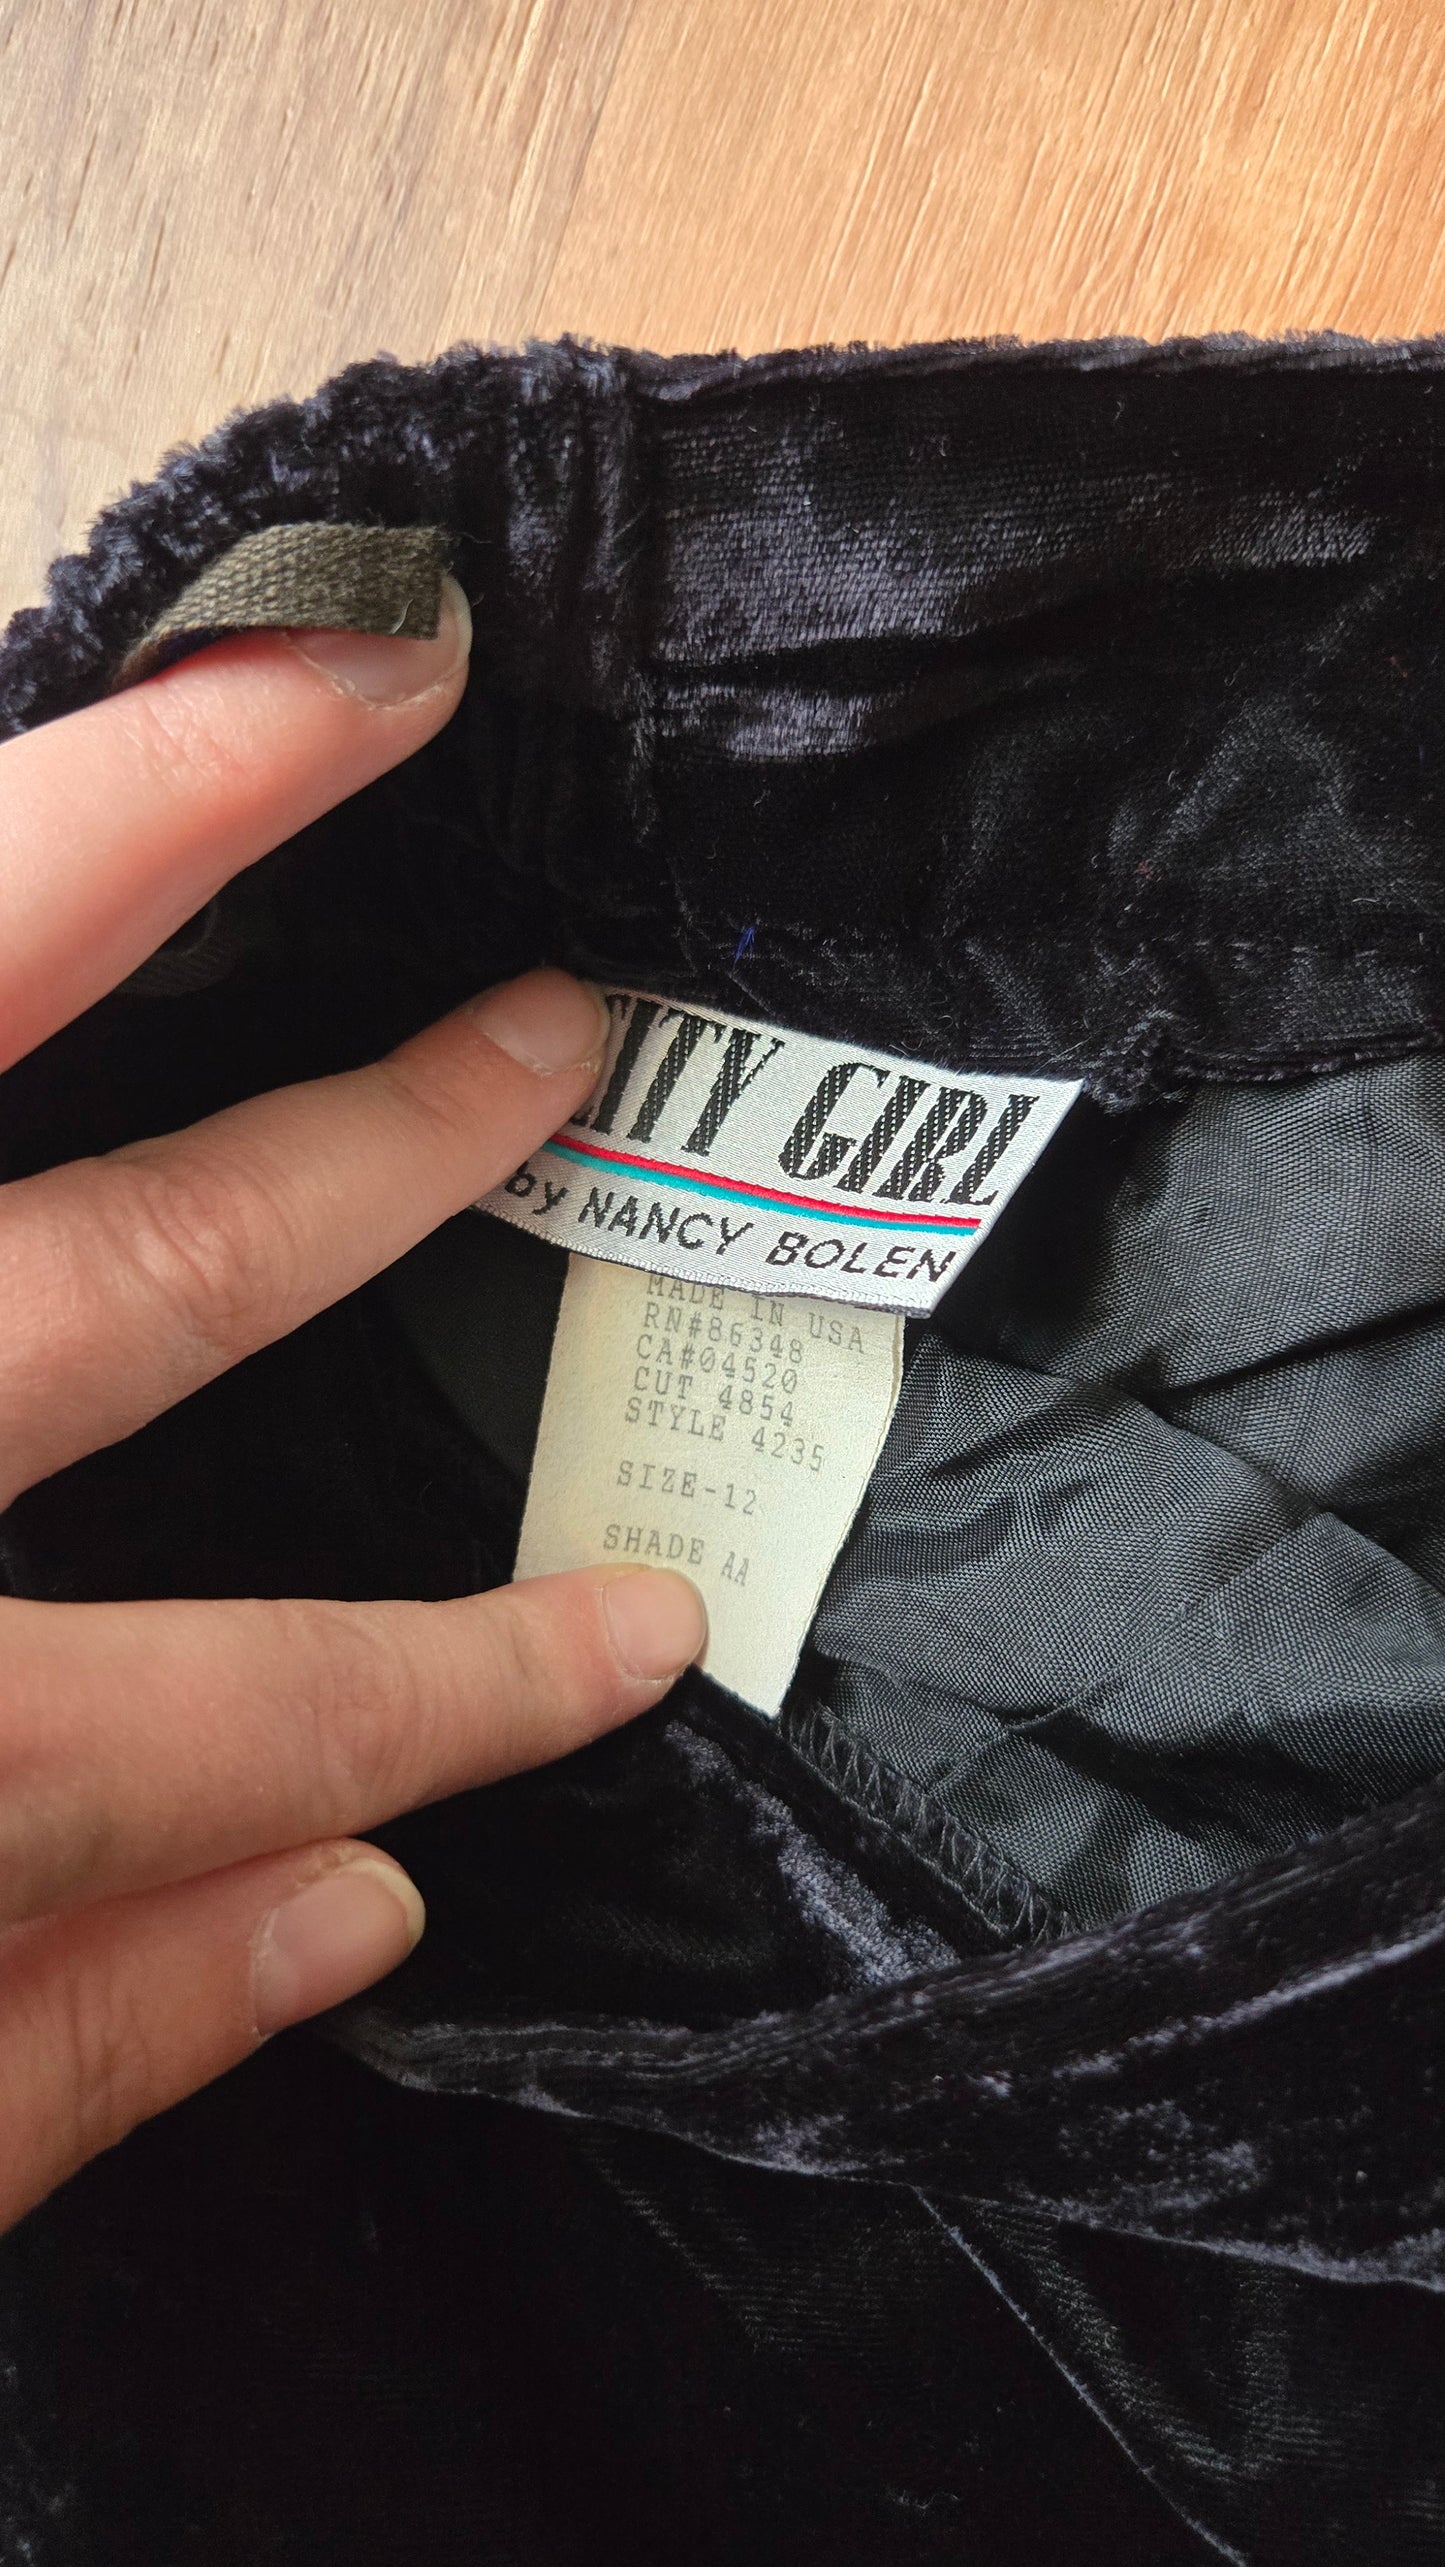 CITY GIRL
by NANCY BOLEN
MADE IN USA
RN#86348
CA#04520
CUT 4854
STYLE 4235
SIZE-12
SHADE AA